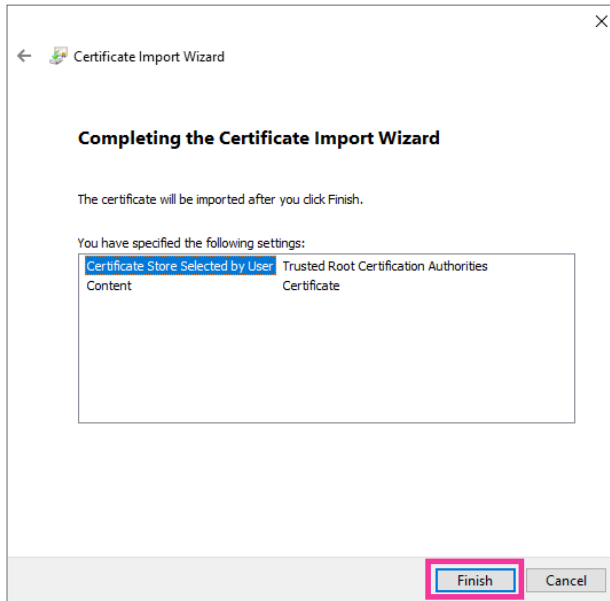 Certificate Import Wizard
Completing the Certificate Import Wizard
The certificate will be imported after you click Finish.
You have specified the following settings:
Certificate Store Selected by User Trusted Root Certification Authorities
Content Certificate
Finish Cancel